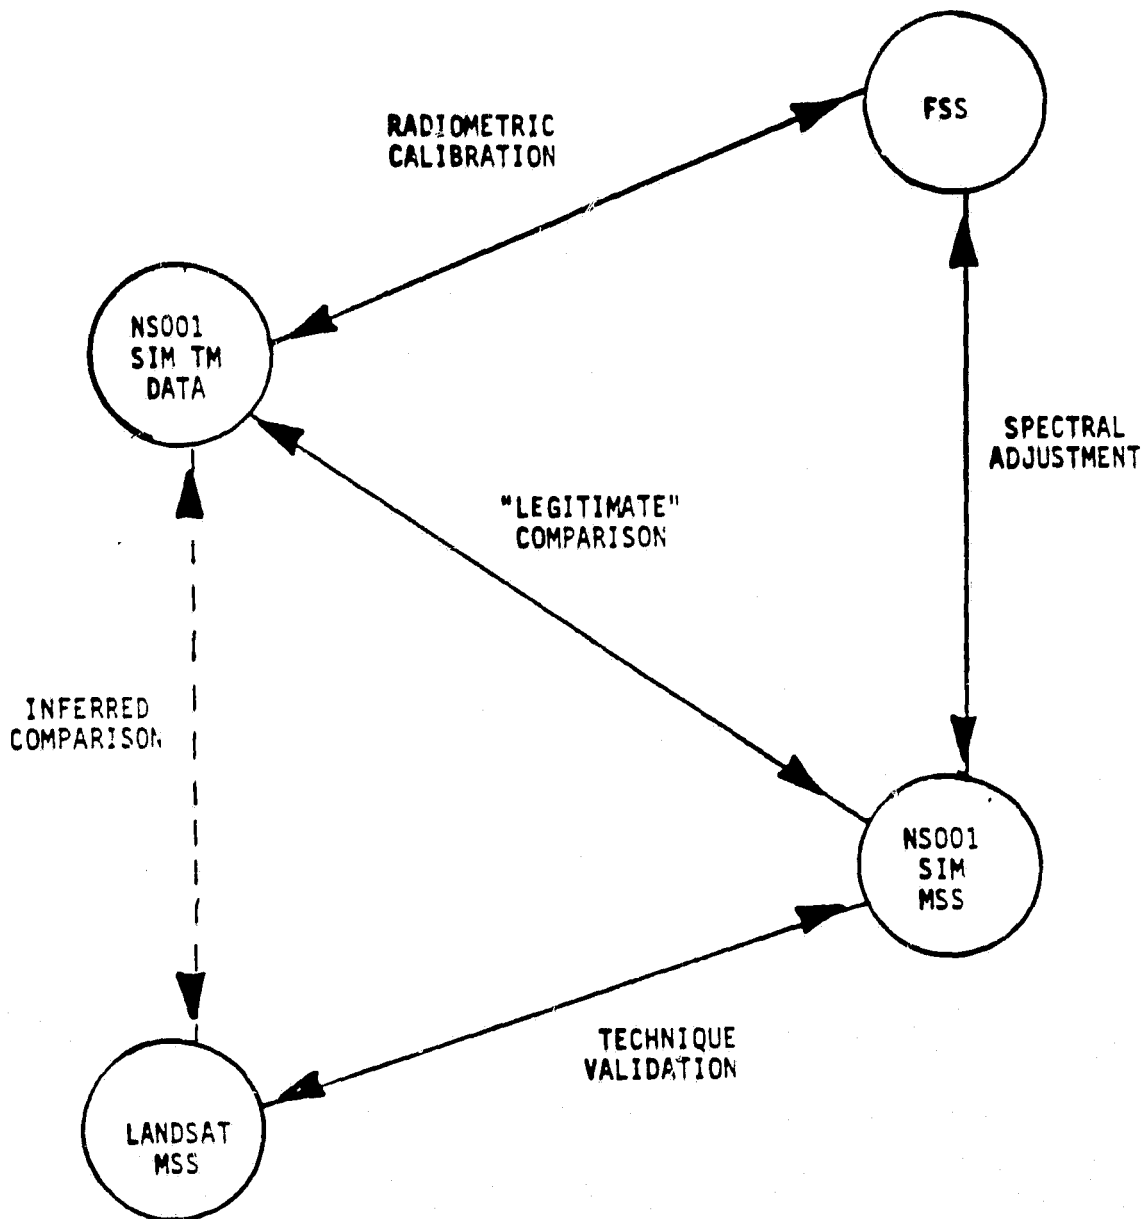 FSS
RADIOMETRIC
CALIBRATION
NS001
SIM TM
DATA
SPECTRAL
ADJUSTMENT
"LEGITIMATE"
COMPARISON
INFERRED
COMPARISON
NS001
SIM
MSS
TECHNIQUE
VALIDATION
LANDSAT
MSS